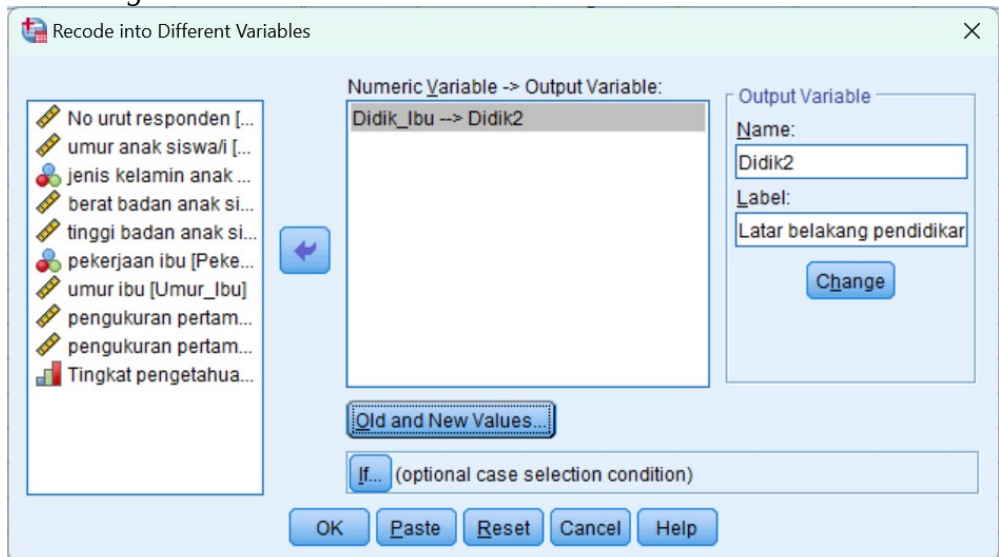 Recode into Different Variables
No urut responden [...
umur anak siswa/i [...
jenis kelamin anak ...
berat badan anak si...
tinggi badan anak si...
pekerjaan ibu [Peke...
umur ibu [Umur_Ibu]
pengukuran pertam...
pengukuran pertam...
Tingkat pengetahua...
Numeric Variable -> Output Variable:
Didik_Ibu --> Didik2
Output Variable
Name:
Didik2
Label:
Latar belakang pendidikan
Change
Old and New Values...
If... (optional case selection condition)
OK Paste Reset Cancel Help